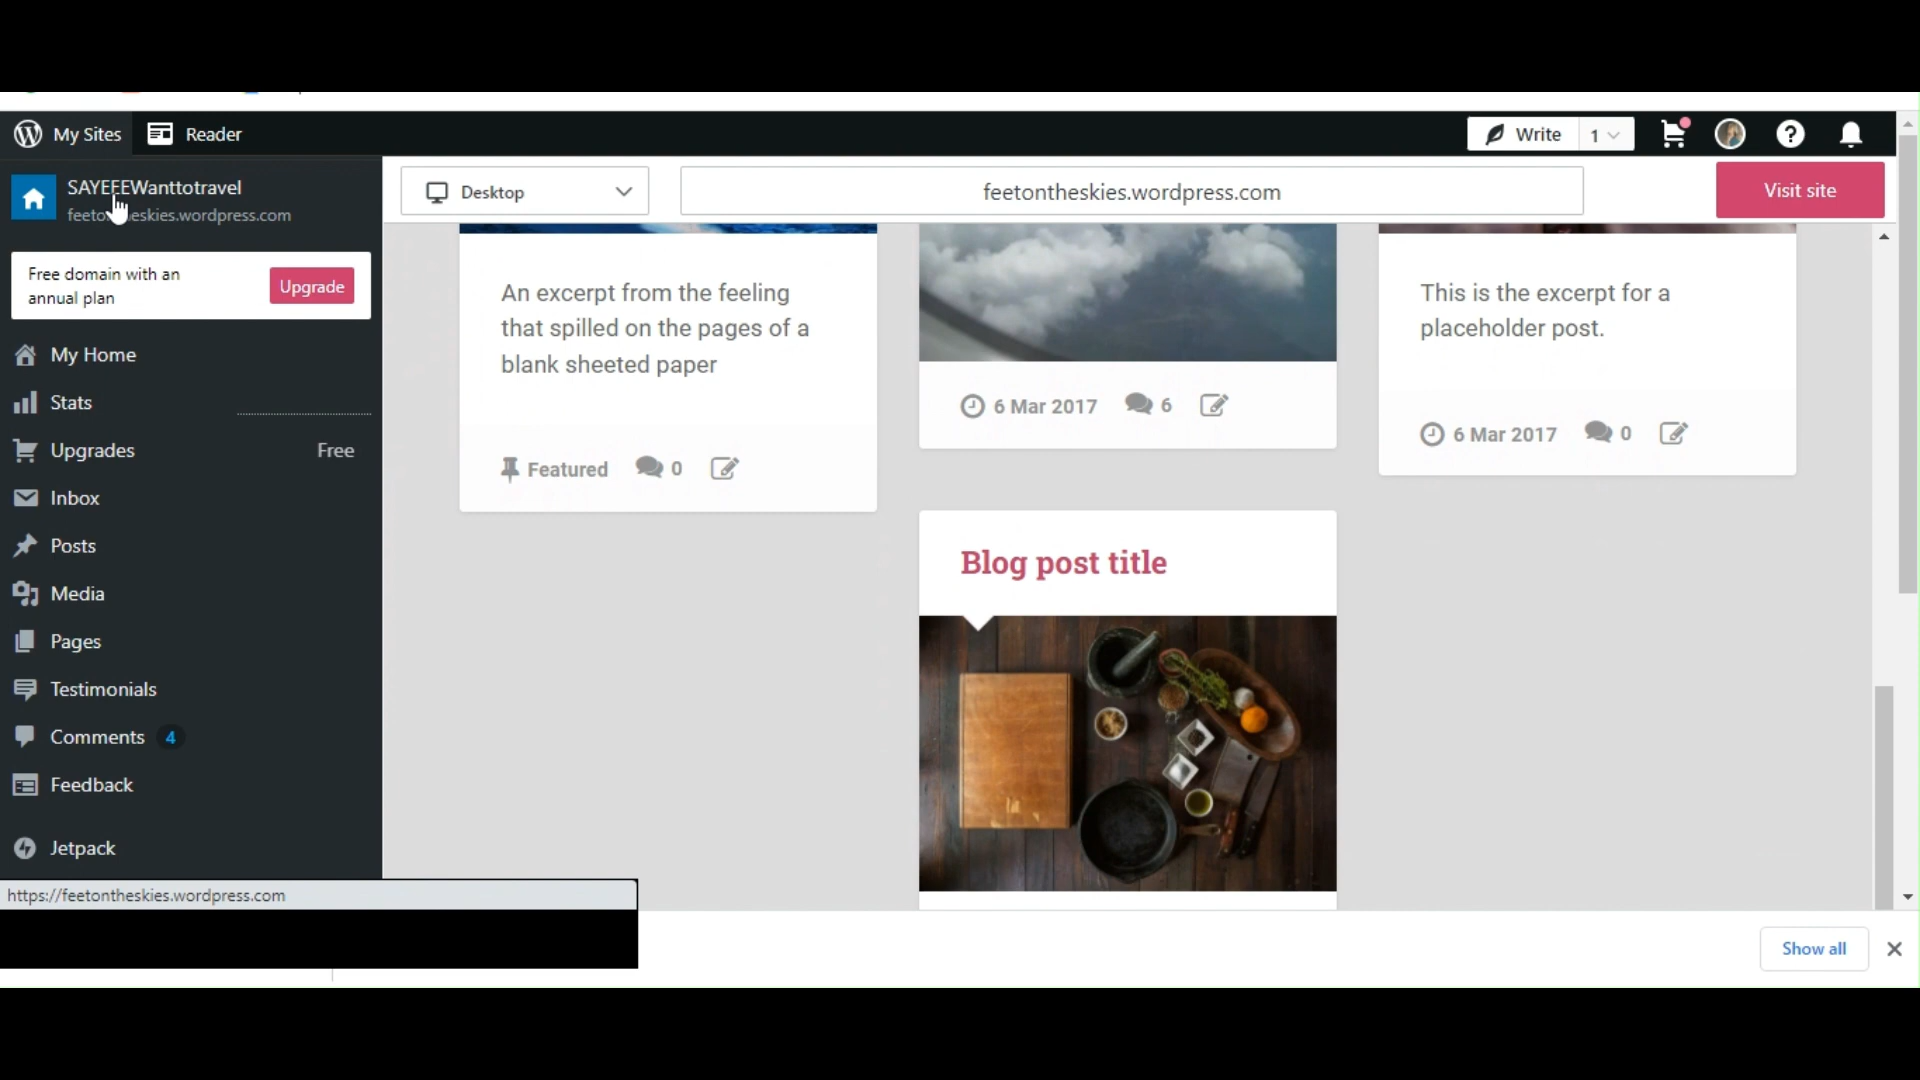 My Sites
Reader
Write
1
SAYEFEWanttotravel
feeto eskies.wordpress.com
Desktop
feetontheskies.wordpress.com
Visit site
Free domain with an
annual plan
Upgrade
My Home
Stats
Upgrades
Free
Inbox
Posts
Media
Pages
Testimonials
Comments
4
Feedback
Jetpack
https://feetontheskies.wordpress.com
An excerpt from the feeling
that spilled on the pages of a
blank sheeted paper
Featured
0
6 Mar 2017
6
Blog post title
This is the excerpt for a
placeholder post.
6 Mar 2017
0
Show all